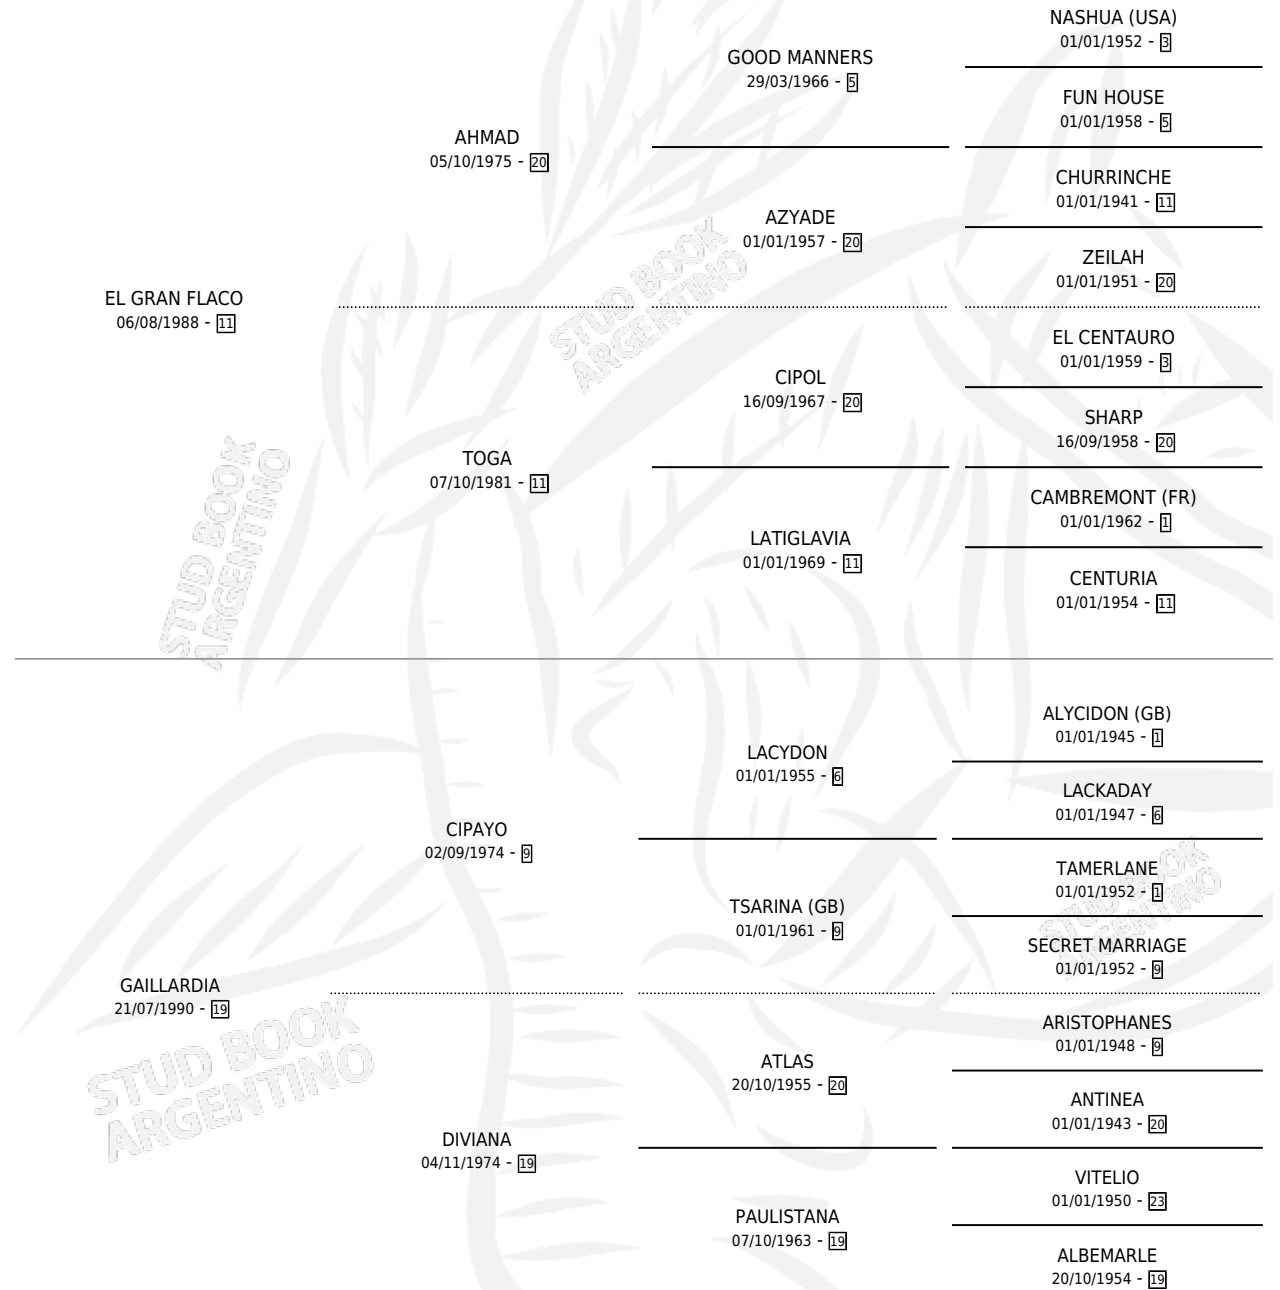 NASHUA (USA)
01/01/1952 - 3
GOOD MANNERS
29/03/1966 - 5
FUN HOUSE
01/01/1958 - 5
AHMAD
05/10/1975 - 20
CHURRINCHE
01/01/1941 - 11
AZYADE
01/01/1957 - 20
ZEILAH
01/01/1951 - 20
EL GRAN FLACO
06/08/1988 - 11
EL CENTAURO
01/01/1959 - 3
CIPOL
16/09/1967 - 20
SHARP
16/09/1958 - 20
TOGA
07/10/1981 - 11
CAMBREMONT (FR)
01/01/1962 - 1
LATIGLAVIA
01/01/1969 - 11
CENTURIA
01/01/1954 - 11
STUD BOOK
ARGENTINO
STUD BOOK
ARGENTINO
ALYCIDON (GB)
01/01/1945 - 1
LACYDON
01/01/1955 - 6
LACKADAY
01/01/1947 - 6
CIPAYO
02/09/1974 - 9
TAMERLANE
01/01/1952 - 1
TSARINA (GB)
01/01/1961 - 9
SECRET MARRIAGE
01/01/1952 - 9
GAILLARDIA
21/07/1990 - 19
ARISTOPHANES
01/01/1948 - 9
ATLAS
20/10/1955 - 20
ANTINEA
01/01/1943 - 20
DIVIANA
04/11/1974 - 19
VITELIO
01/01/1950 - 23
PAULISTANA
07/10/1963 - 19
ALBEMARLE
20/10/1954 - 19
STUD BOOK
ARGENTINO
STUD BOOK
ARGENTINO